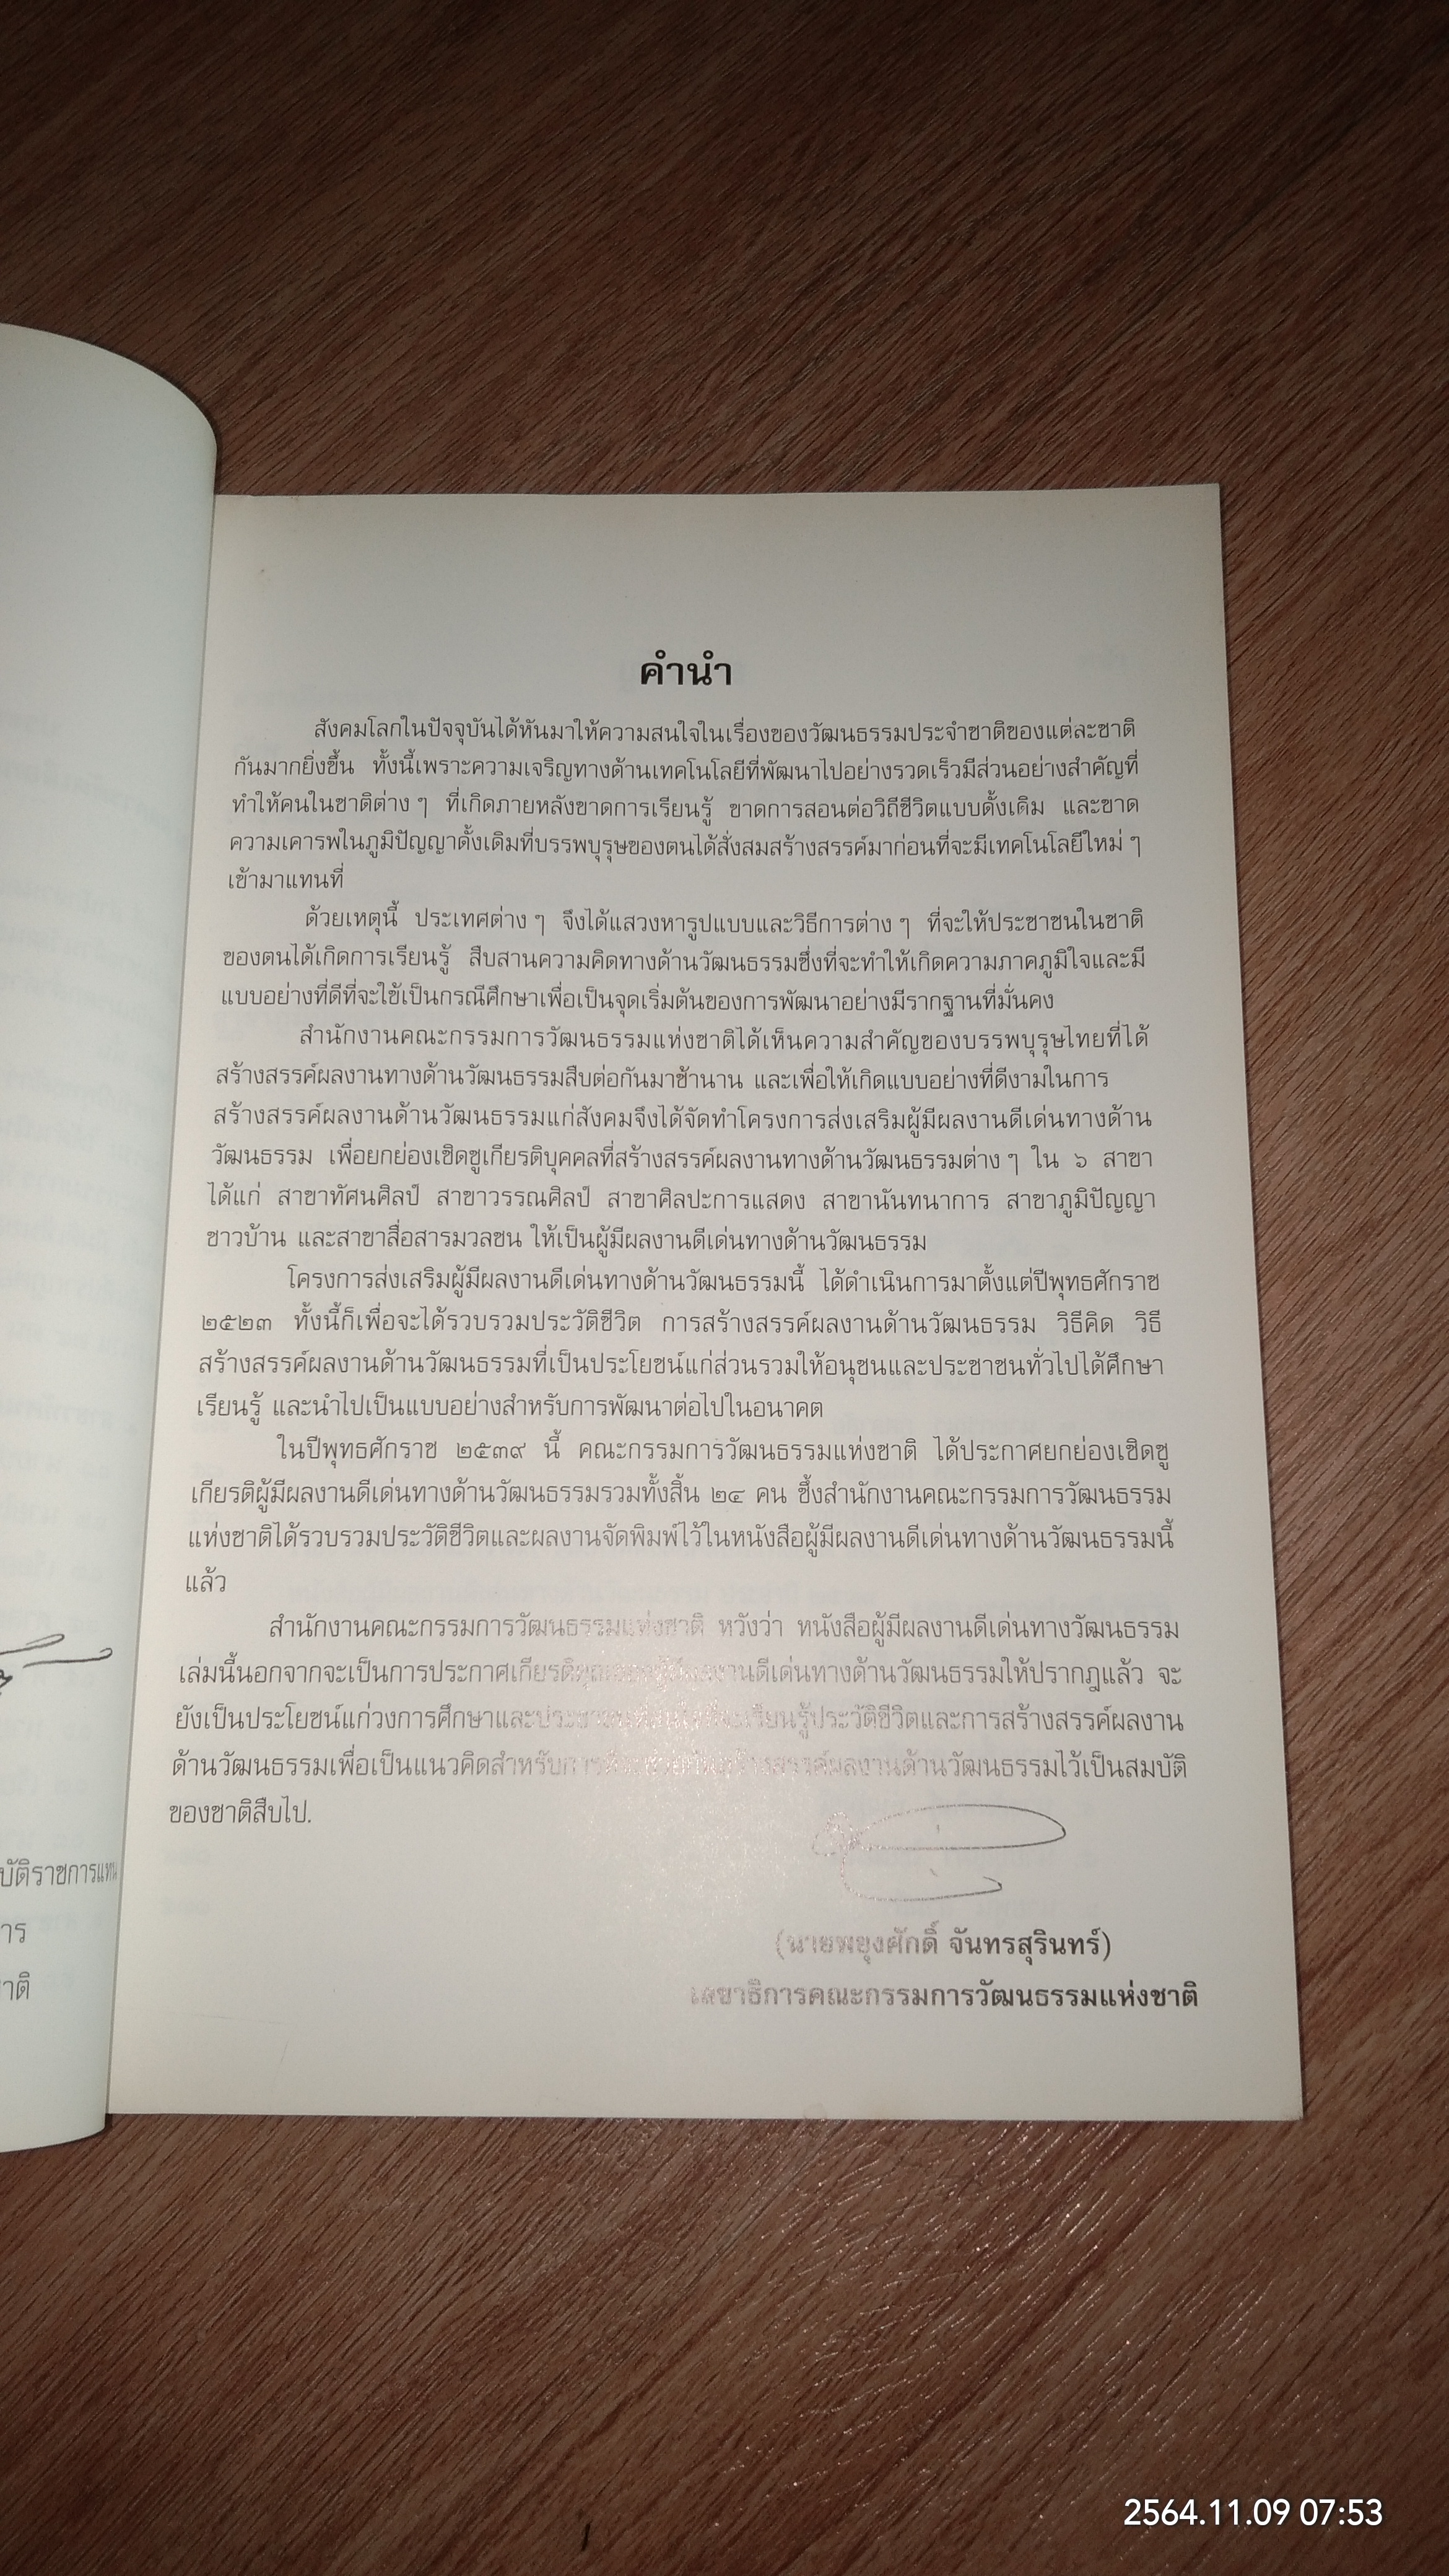 คำนำ
สังคมโลกในปัจจุบันได้หันมาให้ความสนใจในเรื่องของวัฒนธรรมประจำชาติของแต่ละชาติ
กันมากยิ่งขึ้น ทั้งนี้เพราะความเจริญทางด้านเทคโนโลยีที่พัฒนาไปอย่างรวดเร็วมีส่วนอย่างสำคัญที่
ทำให้คนในชาติต่าง ๆ ที่เกิดภายหลังขาดการเรียนรู้ ขาดการสอนต่อวิถีชีวิตแบบดั้งเดิม และขาด
ความเคารพในภูมิปัญญาดั้งเดิมที่บรรพบุรุษของตนได้สั่งสมสร้างสรรค์มาก่อนที่จะมีเทคโนโลยีใหม่ ๆ
เข้ามาแทนที่
ด้วยเหตุนี้ ประเทศต่าง ๆ จึงได้แสวงหารูปแบบและวิธีการต่าง ๆ ที่จะให้ประชาชนในชาติ
ของตนได้เกิดการเรียนรู้ สืบสานความคิดทางด้านวัฒนธรรมซึ่งที่จะทำให้เกิดความภาคภูมิใจและมี
แบบอย่างที่ดีที่จะใช้เป็นกรณีศึกษาเพื่อเป็นจุดเริ่มต้นของการพัฒนาอย่างมีรากฐานที่มั่นคง
สำนักงานคณะกรรมการวัฒนธรรมแห่งชาติได้เห็นความสำคัญของบรรพบุรุษไทยที่ได้
สร้างสรรค์ผลงานทางด้านวัฒนธรรมสืบต่อกันมาช้านาน และเพื่อให้เกิดแบบอย่างที่ดีงามในการ
สร้างสรรค์ผลงานด้านวัฒนธรรมแก่สังคมจึงได้จัดทำโครงการส่งเสริมผู้มีผลงานดีเด่นทางด้าน
วัฒนธรรม เพื่อยกย่องเชิดชูเกียรติบุคคลที่สร้างสรรค์ผลงานทางด้านวัฒนธรรมต่าง ๆ ใน ๖ สาขา
ได้แก่ สาขาทัศนศิลป์ สาขาวรรณศิลป์ สาขาศิลปะการแสดง สาขานันทนาการ สาขาภูมิปัญญา
ชาวบ้าน และสาขาสื่อสารมวลชน ให้เป็นผู้มีผลงานดีเด่นทางด้านวัฒนธรรม
โครงการส่งเสริมผู้มีผลงานดีเด่นทางด้านวัฒนธรรมนี้ ได้ดำเนินการมาตั้งแต่ปีพุทธศักราช
๒๕๒๓ ทั้งนี้ก็เพื่อจะได้รวบรวมประวัติชีวิต การสร้างสรรค์ผลงานด้านวัฒนธรรม วิธีคิด วิธี
สร้างสรรค์ผลงานด้านวัฒนธรรมที่เป็นประโยชน์แก่ส่วนรวมให้อนุชนและประชาชนทั่วไปได้ศึกษา
เรียนรู้ และนำไปเป็นแบบอย่างสำหรับการพัฒนาต่อไปในอนาคต
ในปีพุทธศักราช ๒๕๓๙ นี้ คณะกรรมการวัฒนธรรมแห่งชาติ ได้ประกาศยกย่องเชิดชู
เกียรติผู้มีผลงานดีเด่นทางด้านวัฒนธรรมรวมทั้งสิ้น ๒๔ คน ซึ้งสำนักงานคณะกรรมการวัฒนธรรม
แห่งชาติได้รวบรวมประวัติชีวิตและผลงานจัดพิมพ์ไว้ในหนังสือผู้มีผลงานดีเด่นทางด้านวัฒนธรรมนี้
แล้ว
สำนักงานคณะกรรมการวัฒนธรรมแห่งชาติ หวังว่า หนังสือผู้มีผลงานดีเด่นทางวัฒนธรรม
เล่มนี้นอกจากจะเป็นการประกาศเกียรติ ผลงานดีเด่นทางด้านวัฒนธรรมให้ปรากฏแล้ว จะ
ยังเป็นประโยชน์แก่วงการศึกษาและ เรียนรู้ประวัติชีวิตและการสร้างสรรค์ผลงาน
ด้านวัฒนธรรมเพื่อเป็นแนวคิดสำหรับการ สร้างสรรค์ผลงานด้านวัฒนธรรมไว้เป็นสมบัติ
ของชาติสืบไป.
(นายพยุงศักดิ์ จันทรสุรินทร์)
เลขาธิการคณะกรรมการวัฒนธรรมแห่งชาติ
บัติราชการแทน
การ
าติ
2564.11.09 07:53